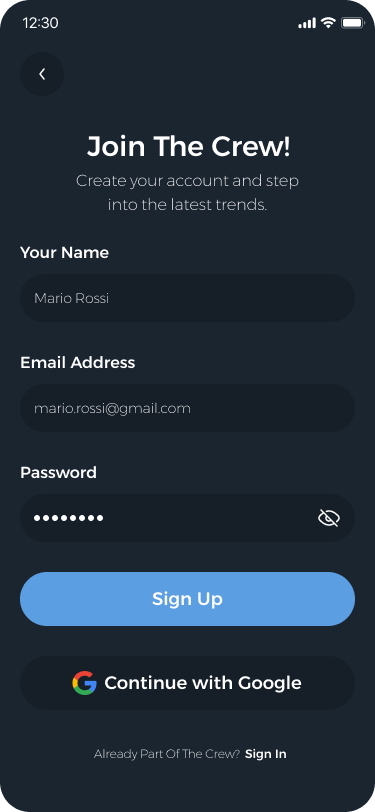 12:30
Join The Crew!
Create your account and step
into the latest trends.
Your Name
Mario Rossi
Email Address
mario.rossi@gmail.com
Password
••••••••
Sign Up
Continue with Google
Already Part Of The Crew? Sign In